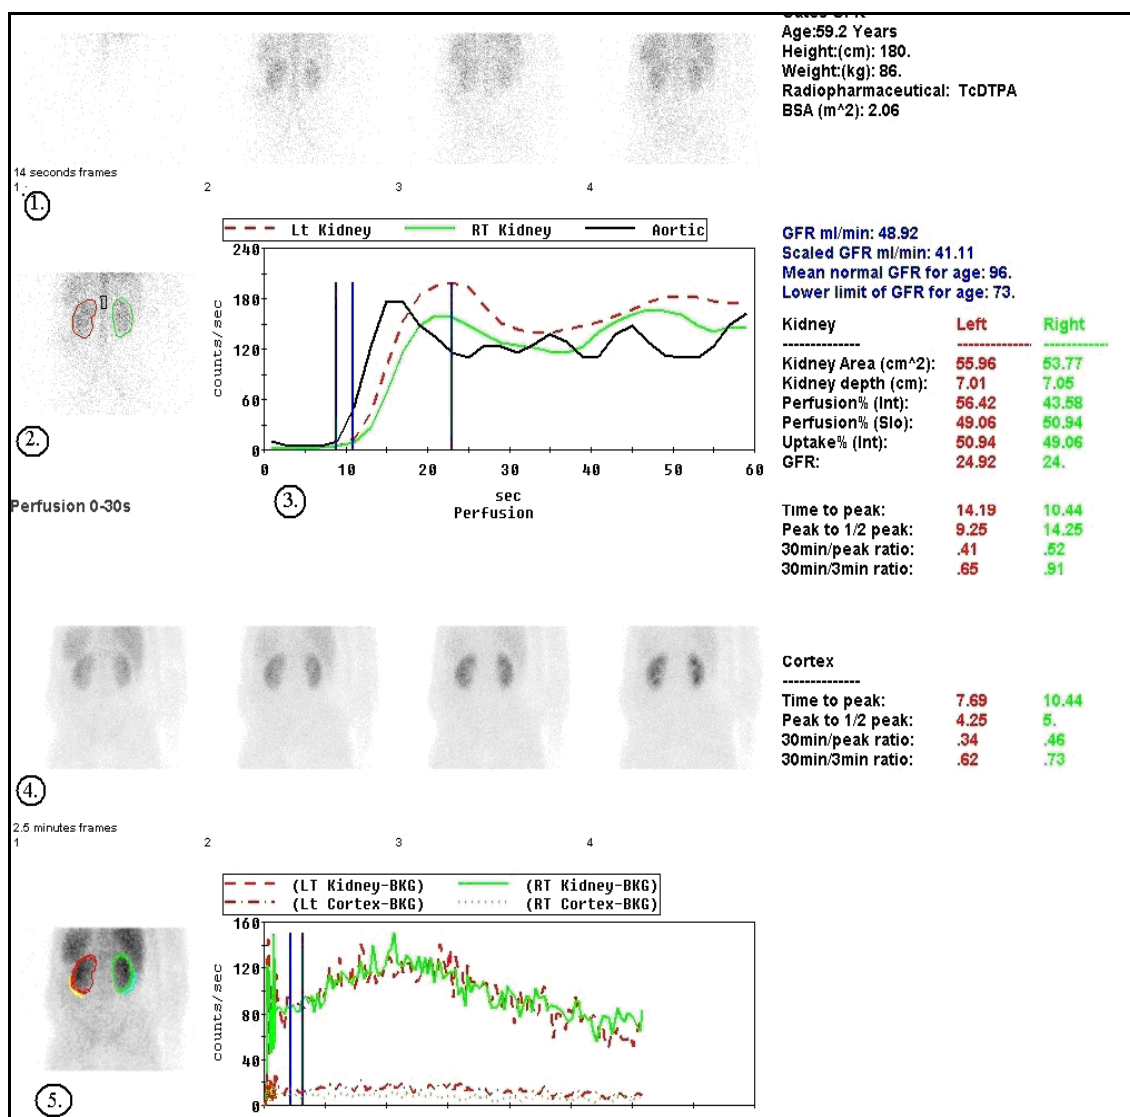 Gates GFR
Age:59.2 Years
Height:(cm): 180.
Weight:(kg): 86.
Radiopharmaceutical: TcDTPA
BSA (m^2): 2.06
14 seconds frames
1 2 3 4
1.
Lt Kidney RT Kidney Aortic
240
180
120
60
0
counts/sec
0 10 20 30 40 50 60
sec
Perfusion
2.
3.
Perfusion 0-30s
GFR ml/min: 48.92
Scaled GFR ml/min: 41.11
Mean normal GFR for age: 96.
Lower limit of GFR for age: 73.
Kidney Left Right
-------------- -------------- --------------
Kidney Area (cm^2): 55.96 53.77
Kidney depth (cm): 7.01 7.05
Perfusion% (Int): 56.42 43.58
Perfusion% (Slo): 49.06 50.94
Uptake% (Int): 50.94 49.06
GFR: 24.92 24.
Time to peak: 14.19 10.44
Peak to 1/2 peak: 9.25 14.25
30min/peak ratio: .41 .52
30min/3min ratio: .65 .91
Cortex
--------------
Time to peak: 7.69 10.44
Peak to 1/2 peak: 4.25 5.
30min/peak ratio: .34 .46
30min/3min ratio: .62 .73
4.
2.5 minutes frames
1 2 3 4
(LT Kidney-BKG) (RT Kidney-BKG)
(Lt Cortex-BKG) (RT Cortex-BKG)
160
120
80
40
0
counts/sec
5.